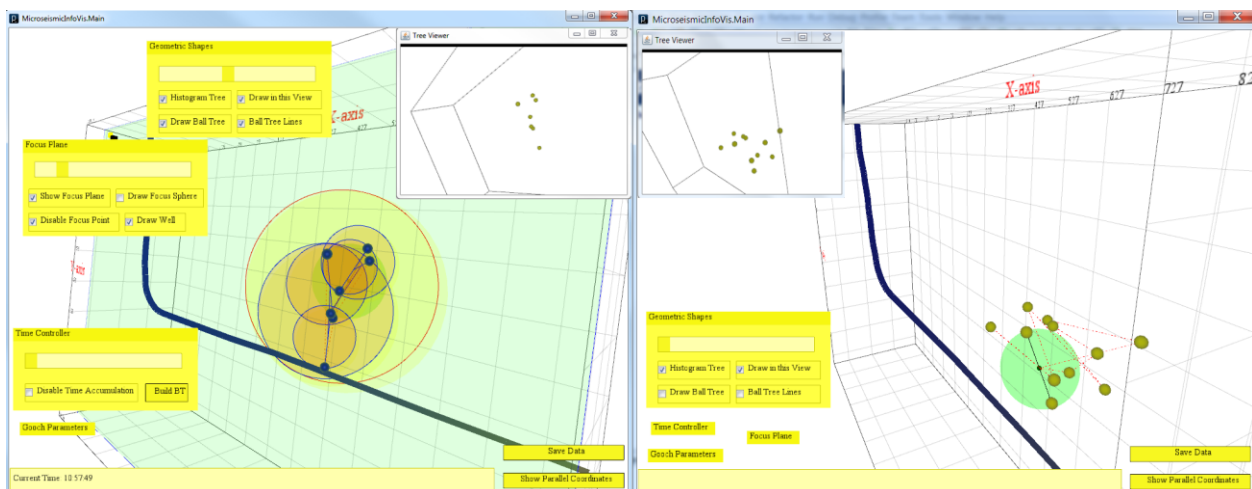 MicroseismicInfoVis.Main
Geometric Shapes
Histogram Tree
Draw in this View
Draw Ball Tree
Ball Tree Lines
Tree Viewer
X-axis
Focus Plane
Show Focus Plane
Draw Focus Sphere
Disable Focus Point
Draw Well
Time Controller
Disable Time Accumulation
Build BT
Gooch Parameters
Save Data
Current Time 10 57:49
Show Parallel Coordinates
MicroseismicInfoVis.Main
Tree Viewer
X-axis
427 527 627 727 82
Geometric Shapes
Histogram Tree
Draw in this View
Draw Ball Tree
Ball Tree Lines
Time Controller
Focus Plane
Gooch Parameters
Save Data
Show Parallel Coordinates